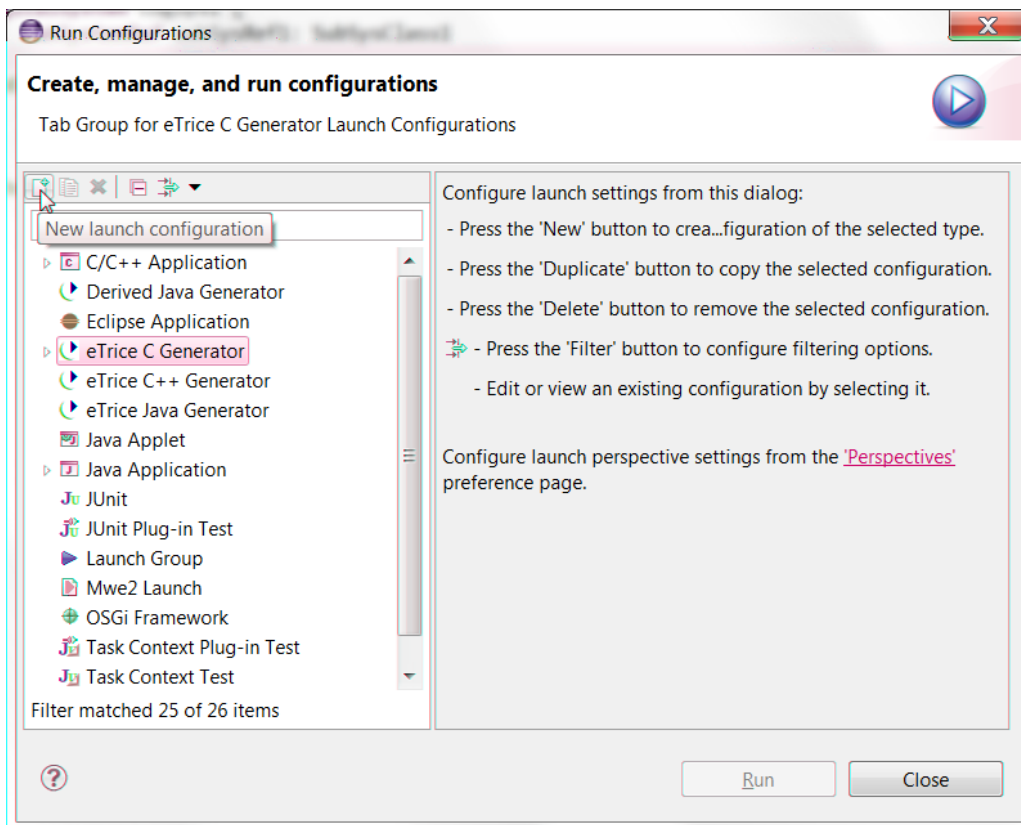 Run Configurations
Create, manage, and run configurations
Tab Group for eTrice C Generator Launch Configurations
New launch configuration
C/C++ Application
Derived Java Generator
Eclipse Application
eTrice C Generator
eTrice C++ Generator
eTrice Java Generator
Java Applet
Java Application
JUnit
JUnit Plug-in Test
Launch Group
Mwe2 Launch
OSGi Framework
Task Context Plug-in Test
Task Context Test
Filter matched 25 of 26 items
Configure launch settings from this dialog:
- Press the 'New' button to crea...figuration of the selected type.
- Press the 'Duplicate' button to copy the selected configuration.
- Press the 'Delete' button to remove the selected configuration.
- Press the 'Filter' button to configure filtering options.
- Edit or view an existing configuration by selecting it.
Configure launch perspective settings from the 'Perspectives'
preference page.
Run
Close